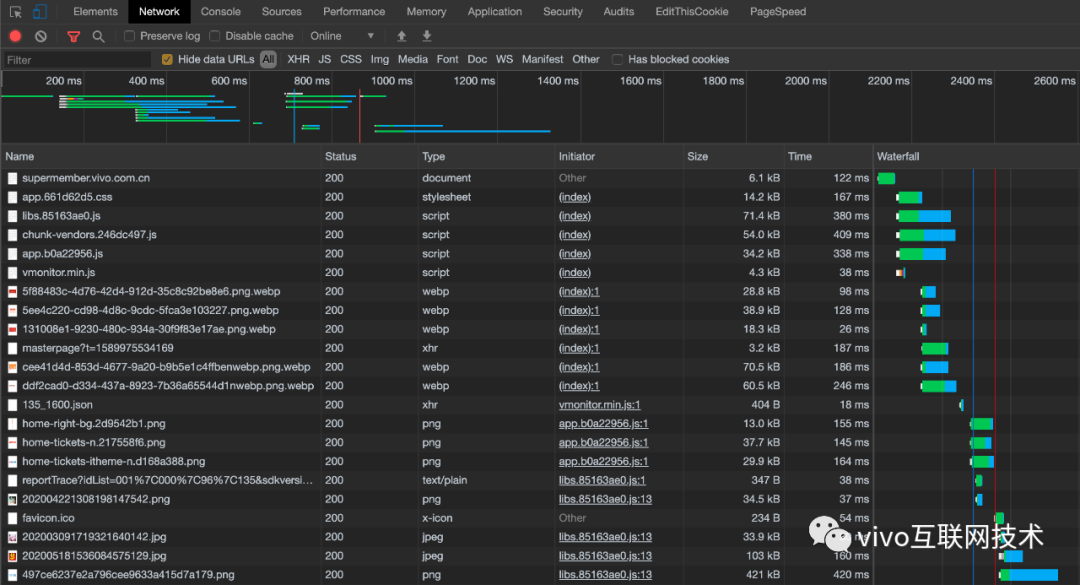 Elements Network Console Sources Performance Memory Application Security Audits EditThisCookie PageSpeed
Preserve log Disable cache Online
Filter Hide data URLs All XHR JS CSS Img Media Font Doc WS Manifest Other Has blocked cookies
200 ms 400 ms 600 ms 800 ms 1000 ms 1200 ms 1400 ms 1600 ms 1800 ms 2000 ms 2200 ms 2400 ms 2600 ms
Name Status Type Initiator Size Time Waterfall
supermember.vivo.com.cn 200 document Other 6.1 kB 122 ms
app.661d62d5.css 200 stylesheet (index) 14.2 kB 167 ms
libs.85163ae0.js 200 script (index) 71.4 kB 380 ms
chunk-vendors.246dc497.js 200 script (index) 54.0 kB 409 ms
app.b0a22956.js 200 script (index) 34.2 kB 338 ms
vmonitor.min.js 200 script (index) 4.3 kB 38 ms
5f88483c-4d76-42d4-912d-35c8c92be8e6.png.webp 200 webp (index):1 28.8 kB 98 ms
5ee4c220-cd98-4d8c-9cdc-5fca3e103227.png.webp 200 webp (index):1 38.9 kB 128 ms
131008e1-9230-480c-934a-30f9f83e17ae.png.webp 200 webp (index):1 18.3 kB 26 ms
masterpage?t=1589975534169 200 xhr (index):1 3.2 kB 187 ms
cee41d4d-853d-4677-9a20-b9b5e1c4ffbenwebp.png.webp 200 webp (index):1 70.5 kB 186 ms
ddf2cad0-d334-437a-8923-7b36a65544d1nwebp.png.webp 200 webp (index):1 60.5 kB 246 ms
135_1600.json 200 xhr vmonitor.min.js:1 404 B 18 ms
home-right-bg.2d9542b1.png 200 png app.b0a22956.js:1 13.0 kB 155 ms
home-tickets-n.217558f6.png 200 png app.b0a22956.js:1 37.7 kB 145 ms
home-tickets-itheme-n.d168a388.png 200 png app.b0a22956.js:1 29.9 kB 164 ms
reportTrace?idList=001%7C000%7C96%7C135&sdkversi... 200 text/plain libs.85163ae0.js:1 347 B 38 ms
202004221308198147542.png 200 png libs.85163ae0.js:13 34.5 kB 37 ms
favicon.ico 200 x-icon Other 234 B 54 ms
202003091719321640142.jpg 200 jpeg libs.85163ae0.js:13 33.9 kB
vivo互联网技术
202005181536084575129.jpg 200 jpeg libs.85163ae0.js:13 103 kB 160 ms
497ce6237e2a796cee9633a415d7a179.png 200 png libs.85163ae0.js:13 421 kB 420 ms